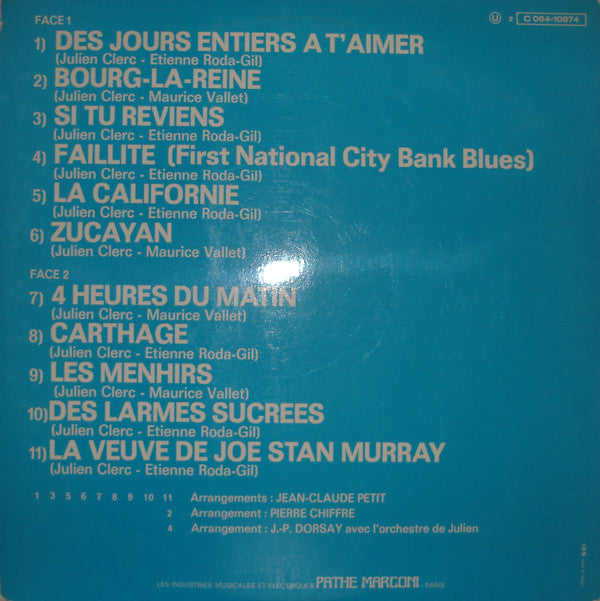 FACE 1
Ⓤ 2 C 064-10874
1) DES JOURS ENTIERS A T'AIMER
(Julien Clerc - Etienne Roda-Gil)
2) BOURG-LA-REINE
(Julien Clerc - Maurice Vallet)
3) SI TU REVIENS
(Julien Clerc - Etienne Roda-Gil)
4) FAILLITE (First National City Bank Blues)
(Julien Clerc - Etienne Roda-Gil)
5) LA CALIFORNIE
(Julien Clerc - Etienne Roda-Gil)
6) ZUCAYAN
(Julien Clerc - Maurice Vallet)
FACE 2
7) 4 HEURES DU MATIN
(Julien Clerc - Maurice Vallet)
8) CARTHAGE
(Julien Clerc - Etienne Roda-Gil)
9) LES MENHIRS
(Julien Clerc - Maurice Vallet)
10) DES LARMES SUCREES
(Julien Clerc - Etienne Roda-Gil)
11) LA VEUVE DE JOE STAN MURRAY
(Julien Clerc - Etienne Roda-Gil)
1 3 5 6 7 8 9 10 11 Arrangements : JEAN-CLAUDE PETIT
2 Arrangement : PIERRE CHIFFRE
4 Arrangement : J.-P. DORSAY avec l'orchestre de Julien
LES INDUSTRIES MUSICALES ET ELECTRIQUES PATHE MARCONI - PARIS